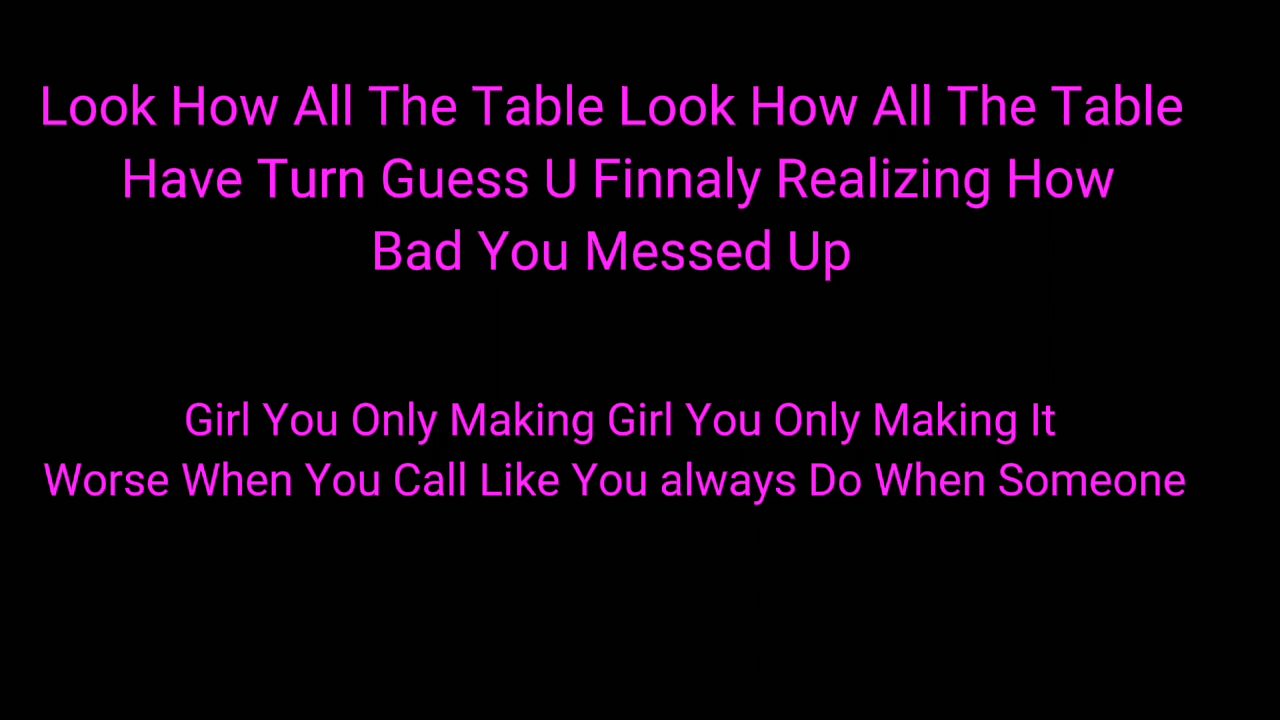 Look How All The Table Look How All The Table
Have Turn Guess U Finnaly Realizing How
Bad You Messed Up
Girl You Only Making Girl You Only Making It
Worse When You Call Like You always Do When Someone